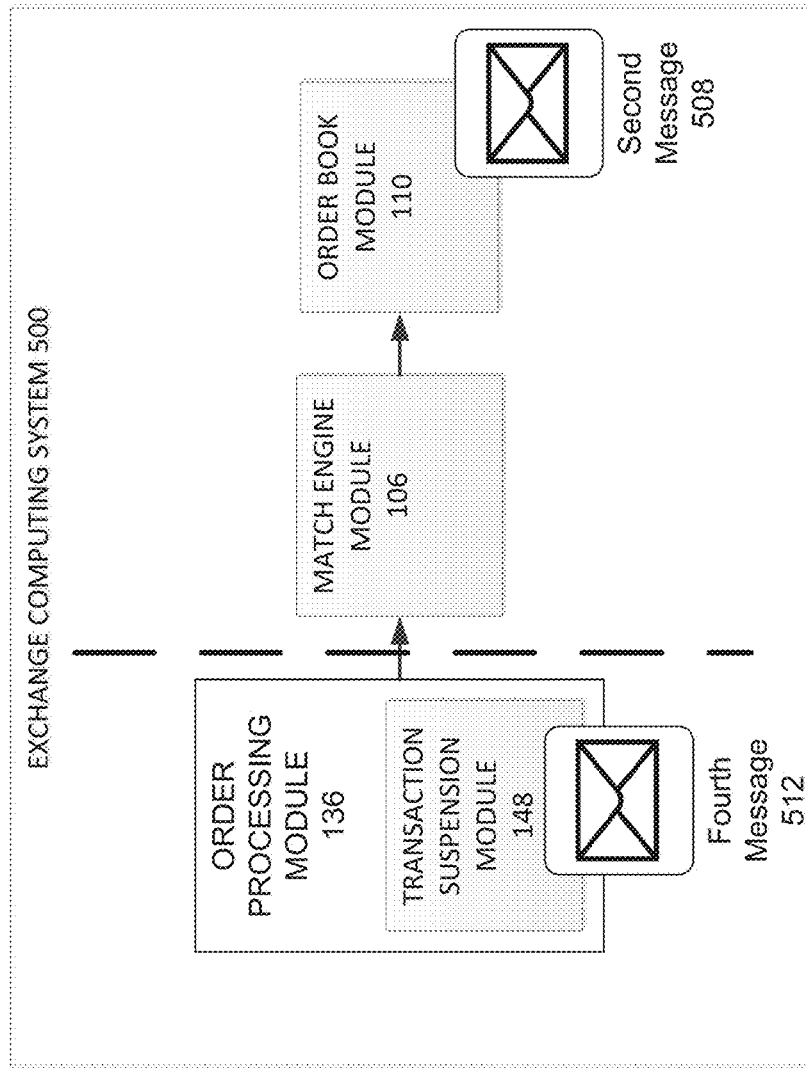 EXCHANGE COMPUTING SYSTEM 500
ORDER
PROCESSING
MODULE
136
TRANSACTION
SUSPENSION
MODULE
148
Fourth
Message
512
MATCH ENGINE
MODULE
106
ORDER BOOK
MODULE
110
Second
Message
508